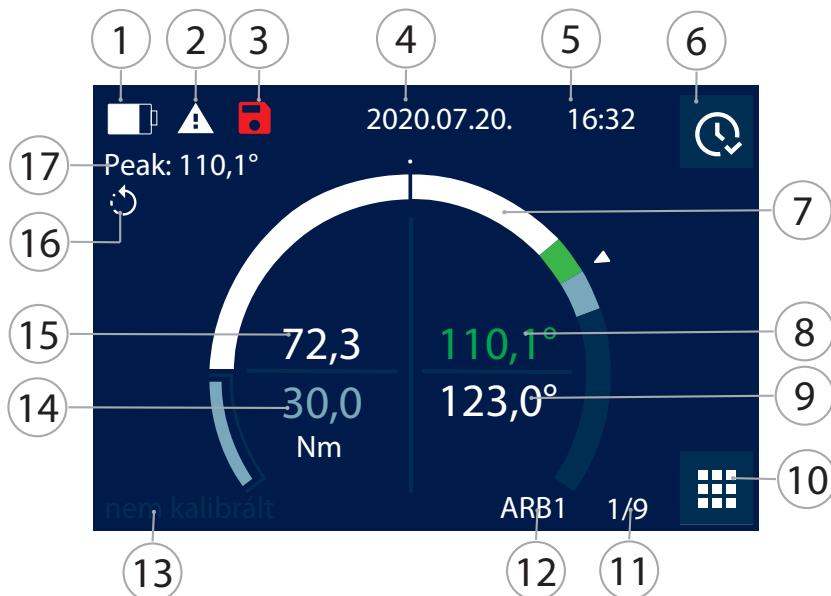 1 2 3 4 5 6
2020.07.20. 16:32
17 Peak: 110,1°
16 7
15 72,3 110,1° 8
14 30,0 123,0° 9
Nm
10
nem kalibrált ARB1 1/9
13 12 11